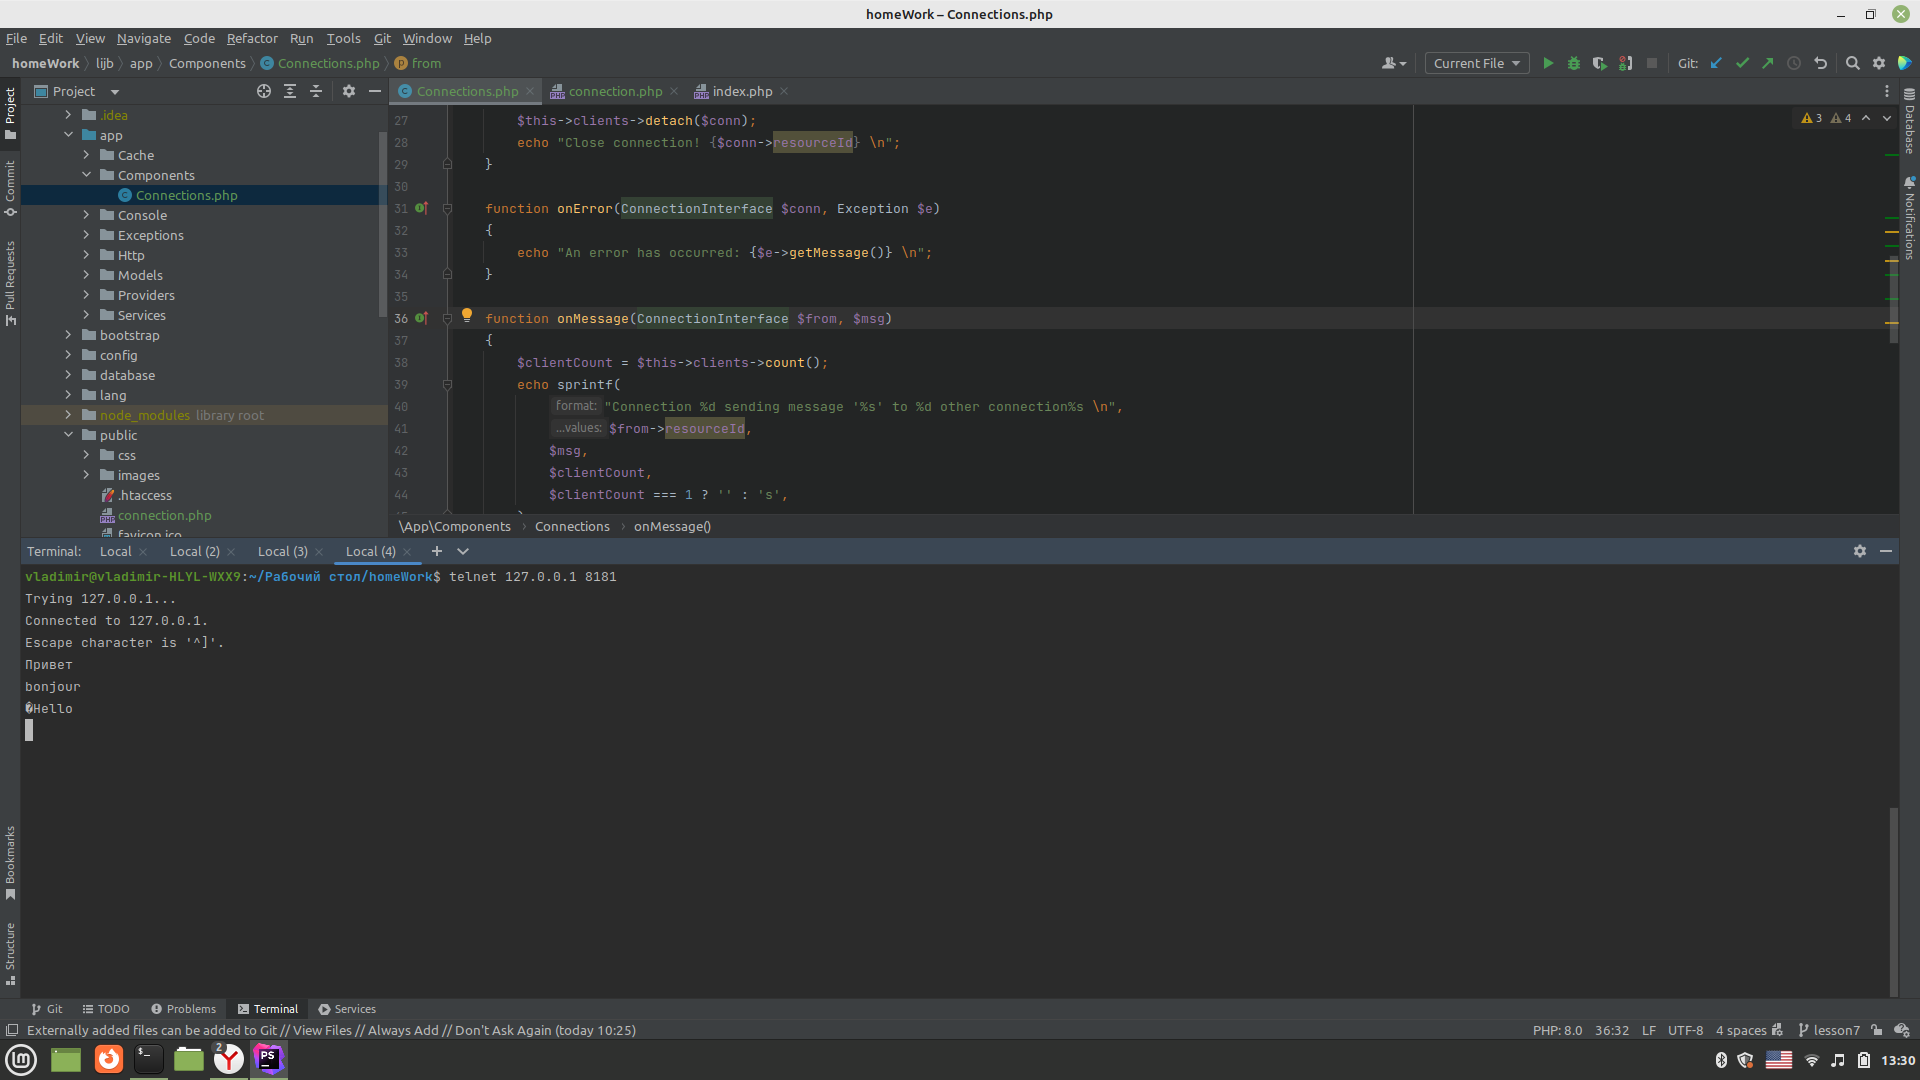 homeWork – Connections.php
File Edit View Navigate Code Refactor Run Tools Git Window Help
homeWork lijb app Components Connections.php from
Current File Git:
Project
Connections.php connection.php index.php
.idea
app
Cache
Components
Connections.php
Console
Exceptions
Http
Models
Providers
Services
bootstrap
config
database
lang
node_modules library root
public
css
images
.htaccess
connection.php
favicon.ico
3 4
27 $this->clients->detach($conn);
28 echo "Close connection! {$conn->resourceId} \n";
29 }
30
31 function onError(ConnectionInterface $conn, Exception $e)
32 {
33 echo "An error has occurred: {$e->getMessage()} \n";
34 }
35
36 function onMessage(ConnectionInterface $from, $msg)
37 {
38 $clientCount = $this->clients->count();
39 echo sprintf(
40 format: "Connection %d sending message '%s' to %d other connection%s \n",
41 ...values: $from->resourceId,
42 $msg,
43 $clientCount,
44 $clientCount === 1 ? '' : 's',
\App\Components Connections onMessage()
Project
Commit
Pull Requests
Bookmarks
Structure
Database
Notifications
Terminal: Local Local (2) Local (3) Local (4)
vladimir@vladimir-HLYL-WXX9:~/Рабочий стол/homeWork$ telnet 127.0.0.1 8181
Trying 127.0.0.1...
Connected to 127.0.0.1.
Escape character is '^]'.
Привет
bonjour
�Hello
Git TODO Problems Terminal Services
Externally added files can be added to Git // View Files // Always Add // Don't Ask Again (today 10:25)
PHP: 8.0 36:32 LF UTF-8 4 spaces lesson7
2
PS
13:30